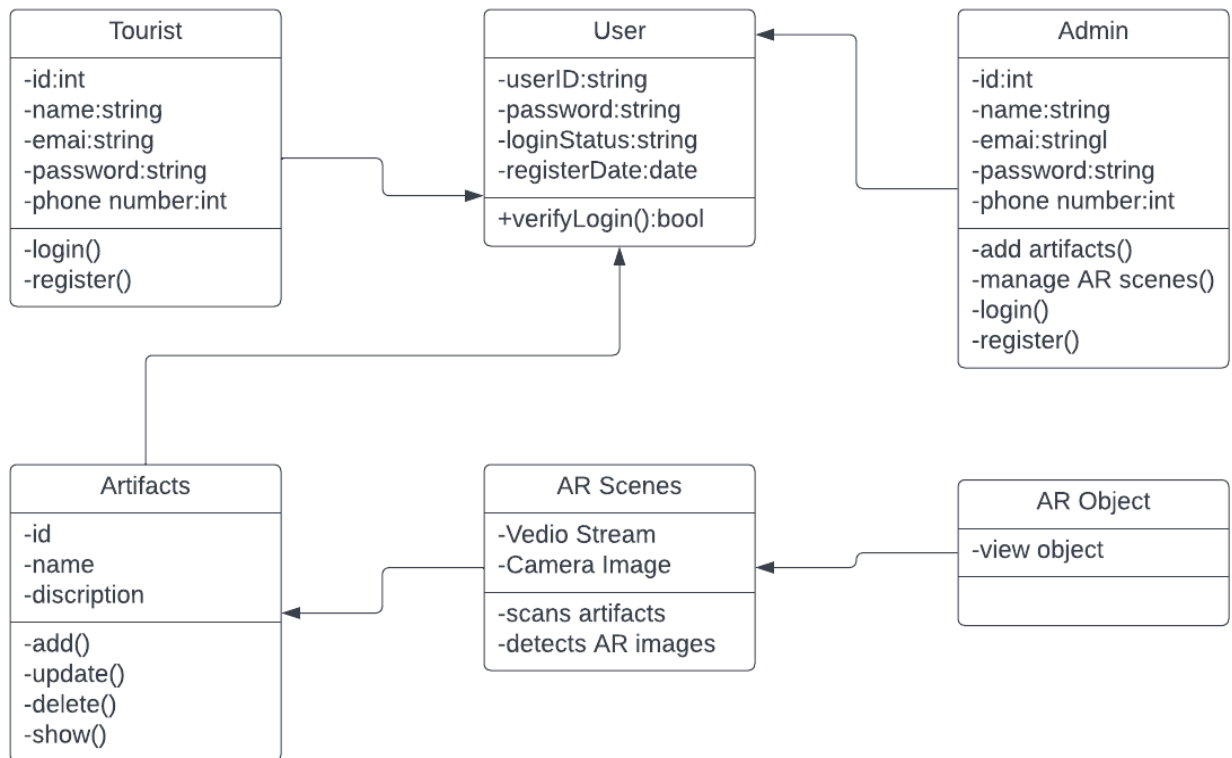 Tourist
-id:int
-name:string
-emai:string
-password:string
-phone number:int
-login()
-register()
User
-userID:string
-password:string
-loginStatus:string
-registerDate:date
+verifyLogin():bool
Admin
-id:int
-name:string
-emai:stringl
-password:string
-phone number:int
-add artifacts()
-manage AR scenes()
-login()
-register()
Artifacts
-id
-name
-discription
-add()
-update()
-delete()
-show()
AR Scenes
-Vedio Stream
-Camera Image
-scans artifacts
-detects AR images
AR Object
-view object